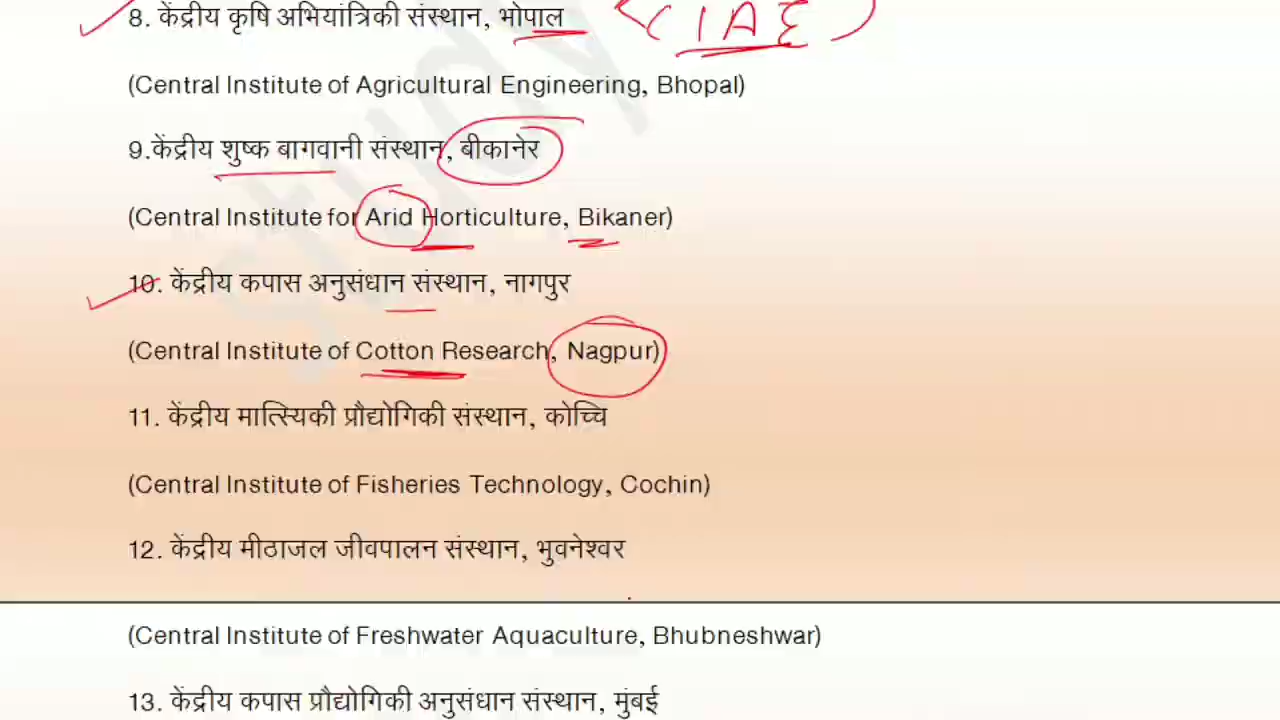 8. केंद्रीय कृषि अभियांत्रिकी संस्थान, भोपाल (IAE)
(Central Institute of Agricultural Engineering, Bhopal)
9.केंद्रीय शुष्क बागवानी संस्थान, बीकानेर
(Central Institute for Arid Horticulture, Bikaner)
10. केंद्रीय कपास अनुसंधान संस्थान, नागपुर
(Central Institute of Cotton Research, Nagpur)
11. केंद्रीय मात्स्यिकी प्रौद्योगिकी संस्थान, कोच्चि
(Central Institute of Fisheries Technology, Cochin)
12. केंद्रीय मीठाजल जीवपालन संस्थान, भुवनेश्वर
(Central Institute of Freshwater Aquaculture, Bhubneshwar)
13. केंद्रीय कपास प्रौद्योगिकी अनुसंधान संस्थान, मुंबई
study